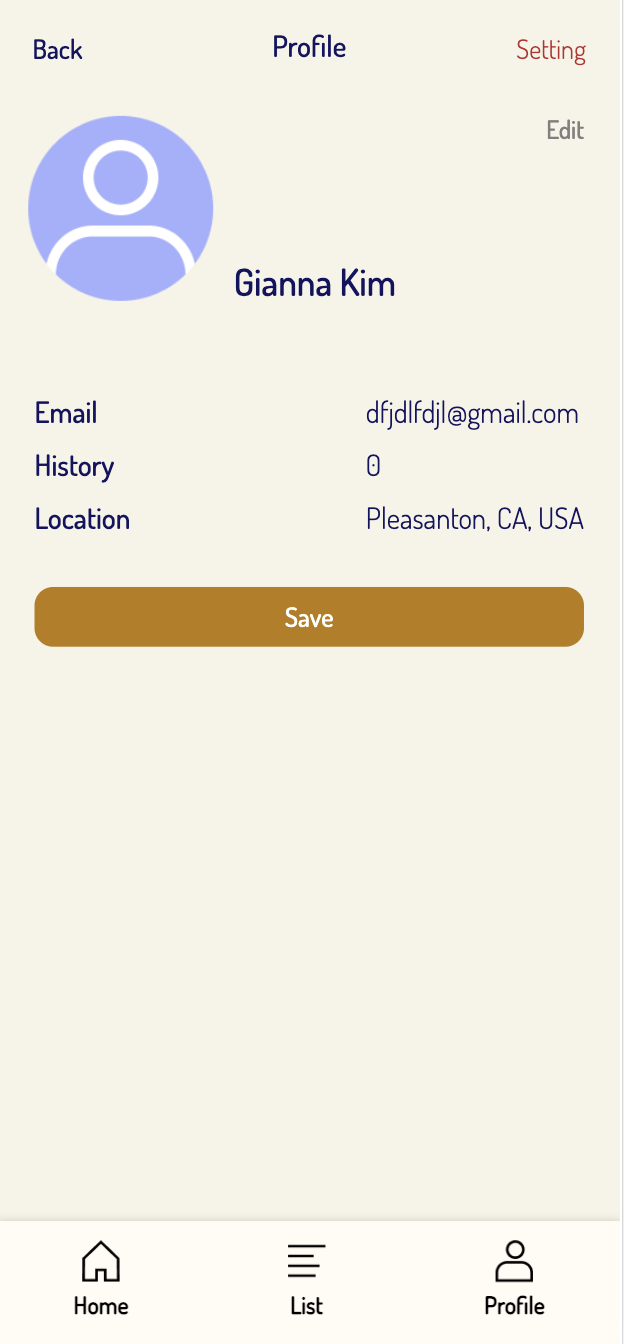 Back Profile Setting
Edit
Gianna Kim
Email dfjdlfdjl@gmail.com
History 0
Location Pleasanton, CA, USA
Save
Home List Profile